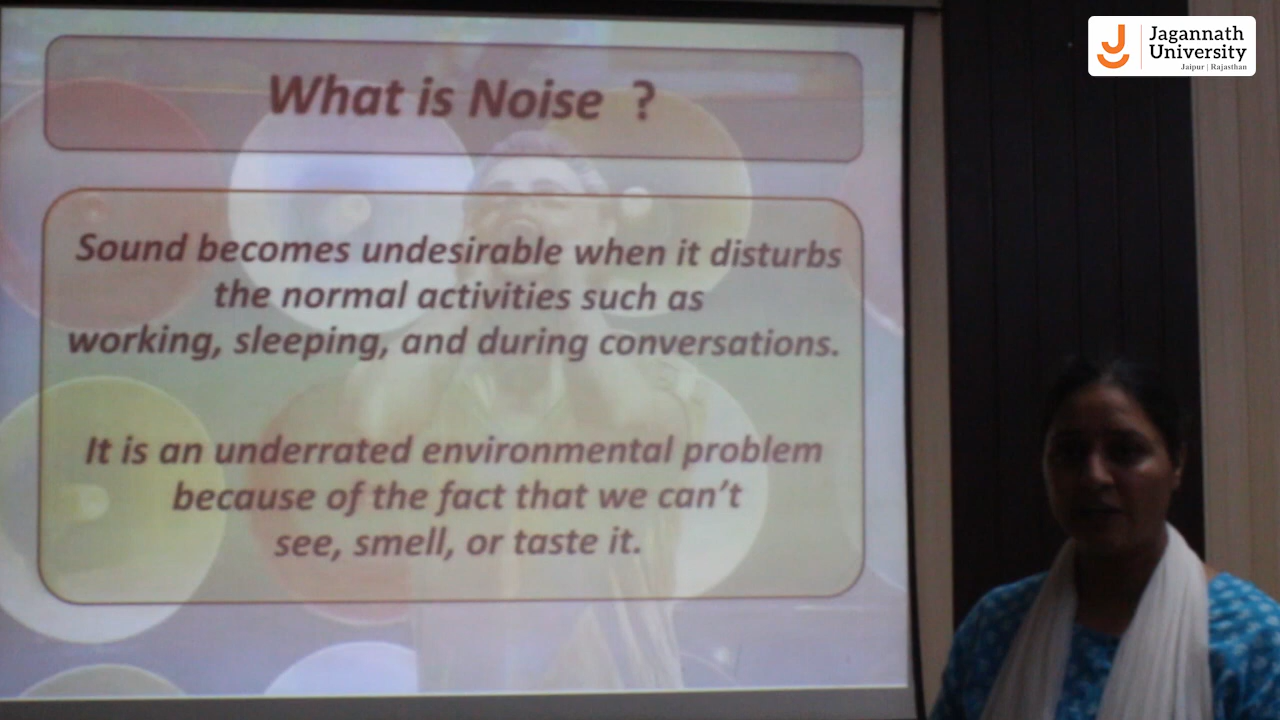 What is Noise ?
Sound becomes undesirable when it disturbs
the normal activities such as
working, sleeping, and during conversations.
It is an underrated environmental problem
because of the fact that we can't
see, smell, or taste it.
Jagannath
University
Jaipur | Rajasthan